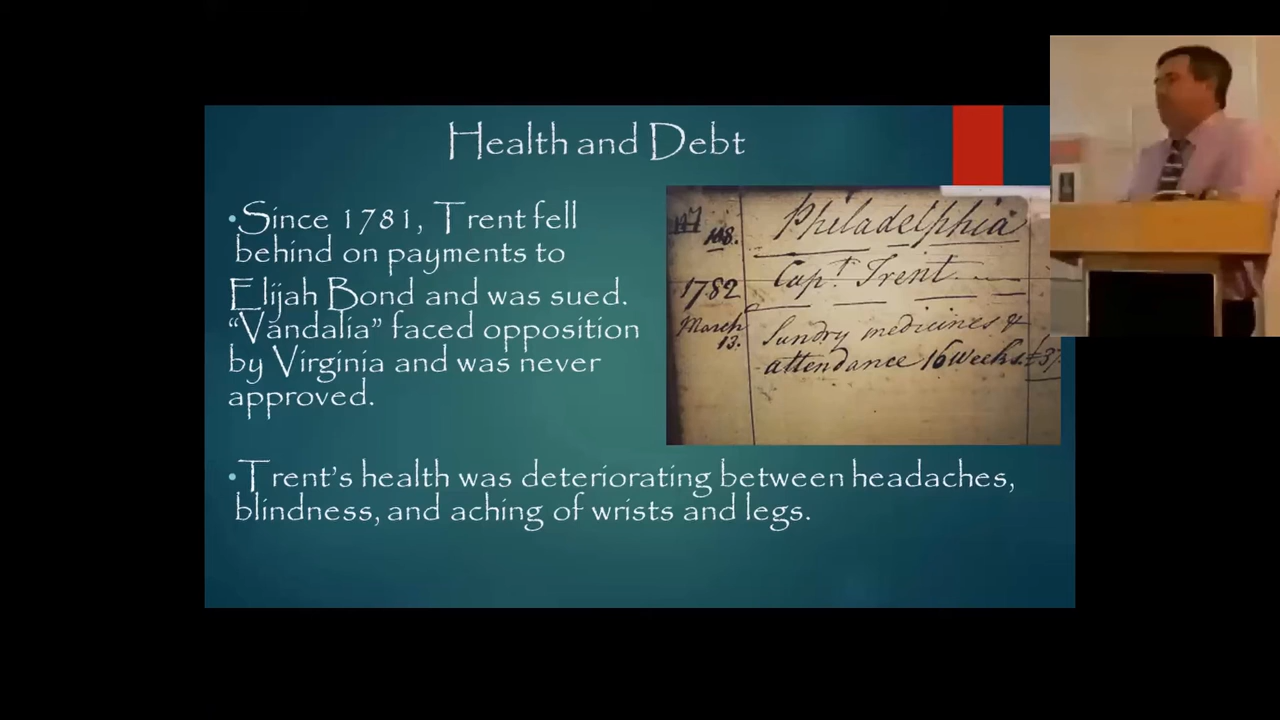 Health and Debt
•Since 1781, Trent fell
behind on payments to
Elijah Bond and was sued.
“Vandalia” faced opposition
by Virginia and was never
approved.
•Trent’s health was deteriorating between headaches,
blindness, and aching of wrists and legs.
147
168. Philadelphia
1782 Capt. Trent
March Sundry medicines &
13. attendance 16 Weeks